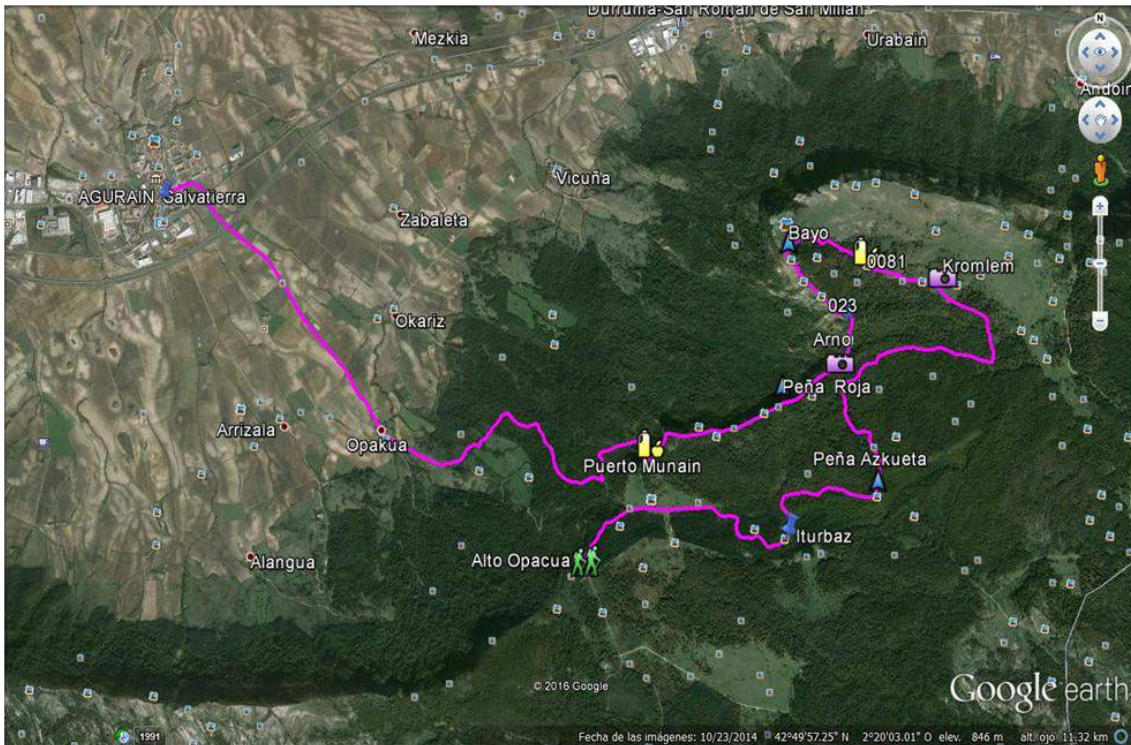 Durruma-San Román de San Millán
Mezkia
Urabain
N
Andoin
Vicuña
AGURAIN Salvatierra
Zabaleta
Bayo
0081
Kromlem
023
Okariz
Arno
Peña Roja
Arrizala
Opakua
Puerto Munain
Peña Azkueta
Iturbaz
Alto Opacua
Alangua
© 2016 Google
Google earth
1991
Fecha de las imágenes: 10/23/2014 42°49'57.25" N 2°20'03.01" O elev. 846 m alt. ojo 11.32 km